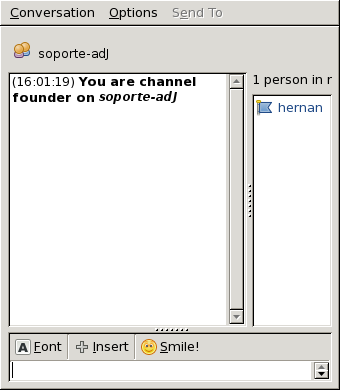 Conversation Options Send To
soporte-adJ
(16:01:19) You are channel
founder on soporte-adJ
1 person in r
hernan
A Font Insert Smile!